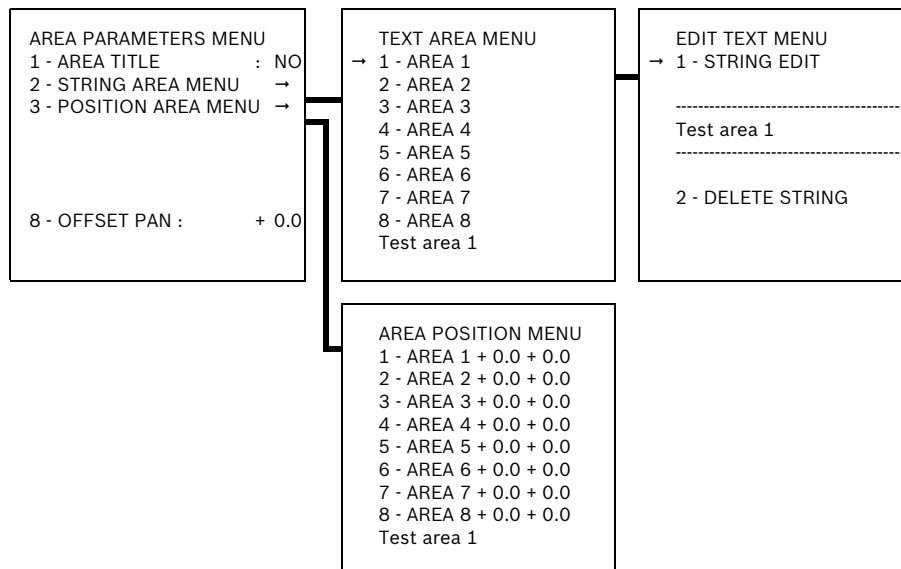 AREA PARAMETERS MENU
1 - AREA TITLE : NO
2 - STRING AREA MENU →
3 - POSITION AREA MENU →
8 - OFFSET PAN : + 0.0
TEXT AREA MENU
→ 1 - AREA 1
2 - AREA 2
3 - AREA 3
4 - AREA 4
5 - AREA 5
6 - AREA 6
7 - AREA 7
8 - AREA 8
Test area 1
EDIT TEXT MENU
→ 1 - STRING EDIT
------------------------------------------
Test area 1
------------------------------------------
2 - DELETE STRING
AREA POSITION MENU
1 - AREA 1 + 0.0 + 0.0
2 - AREA 2 + 0.0 + 0.0
3 - AREA 3 + 0.0 + 0.0
4 - AREA 4 + 0.0 + 0.0
5 - AREA 5 + 0.0 + 0.0
6 - AREA 6 + 0.0 + 0.0
7 - AREA 7 + 0.0 + 0.0
8 - AREA 8 + 0.0 + 0.0
Test area 1